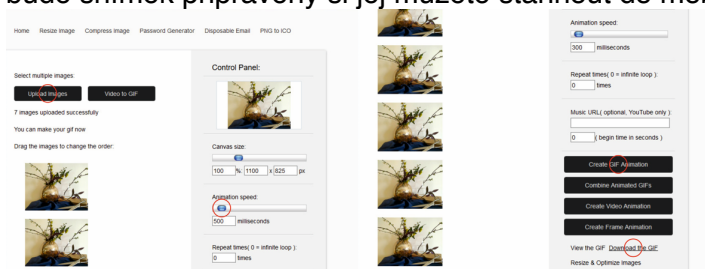 bude snímek připravený si jej můžete stáhnout do
Home Resize Image Compress Image Password Generator Disposable Email PNG to ICO
Select multiple images:
Upload Images Video to GIF
7 images uploaded successfully
You can make your gif now
Drag the images to change the order:
Control Panel:
Canvas size:
100 % 1100 x 825 px
Animation speed:
500 milliseconds
Repeat times( 0 = infinite loop ):
0 times
Animation speed:
300 milliseconds
Repeat times( 0 = infinite loop ):
0 times
Music URL( optional, YouTube only ):
0 ( begin time in seconds )
Create GIF Animation
Combine Animated GIFs
Create Video Animation
Create Frame Animation
View the GIF Download the GIF
Resize & Optimize Images